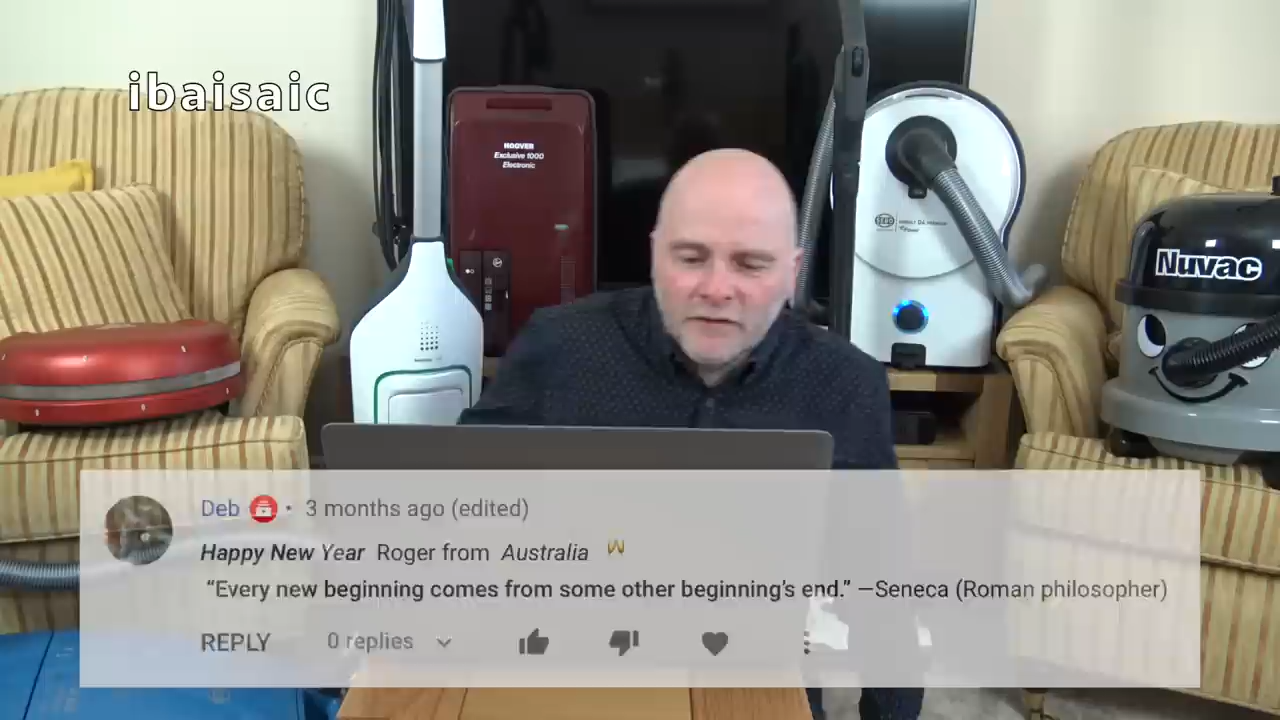 ibaisaic
HOOVER
Exclusive 1000
Electronic
SEBO
Nuvac
Deb • 3 months ago (edited)
Happy New Year Roger from Australia
“Every new beginning comes from some other beginning’s end.” —Seneca (Roman philosopher)
REPLY 0 replies